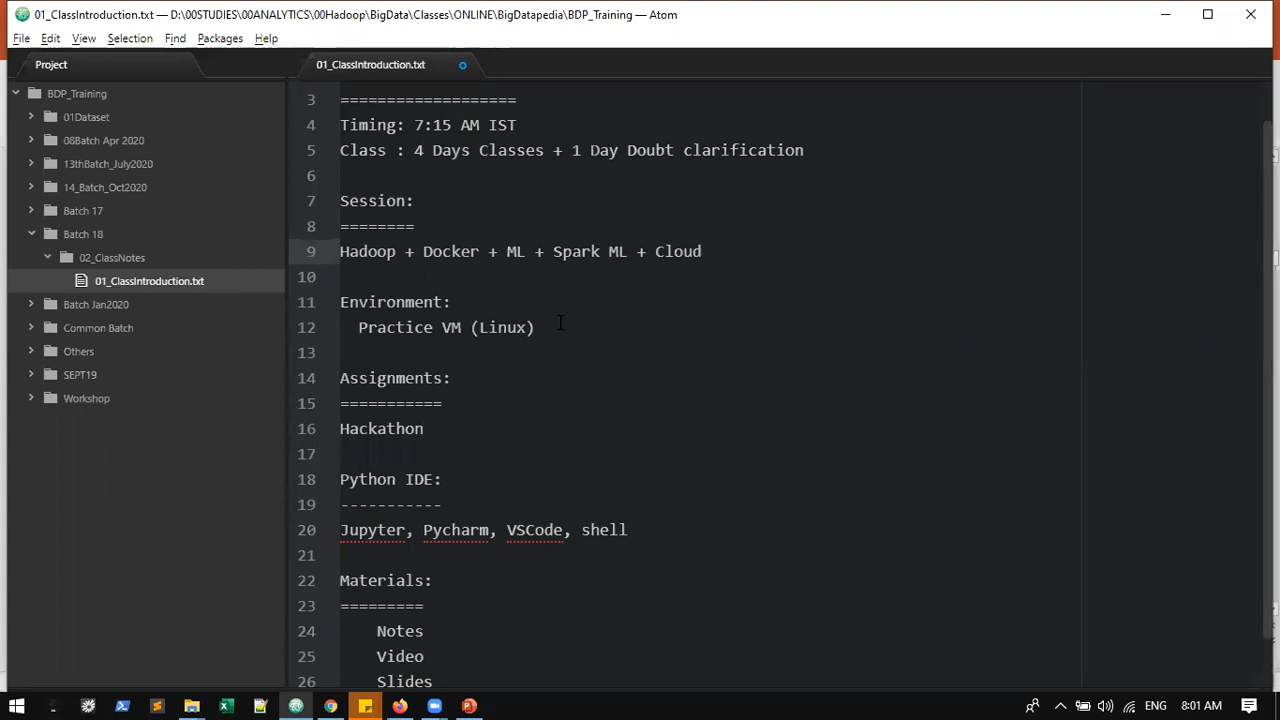 01_ClassIntroduction.txt — D:\00STUDIES\00ANALYTICS\00Hadoop\BigData\Classes\ONLINE\BigDatapedia\BDP_Training — Atom
File Edit View Selection Find Packages Help
Project
01_ClassIntroduction.txt
BDP_Training
01Dataset
08Batch Apr 2020
13thBatch_July2020
14_Batch_Oct2020
Batch 17
Batch 18
02_ClassNotes
01_ClassIntroduction.txt
Batch Jan2020
Common Batch
Others
SEPT19
Workshop
3 ===================
4 Timing: 7:15 AM IST
5 Class : 4 Days Classes + 1 Day Doubt clarification
6
7 Session:
8 ========
9 Hadoop + Docker + ML + Spark ML + Cloud
10
11 Environment:
12 Practice VM (Linux)
13
14 Assignments:
15 ===========
16 Hackathon
17
18 Python IDE:
19 -----------
20 Jupyter, Pycharm, VSCode, shell
21
22 Materials:
23 =========
24 Notes
25 Video
26 Slides
ENG 8:01 AM